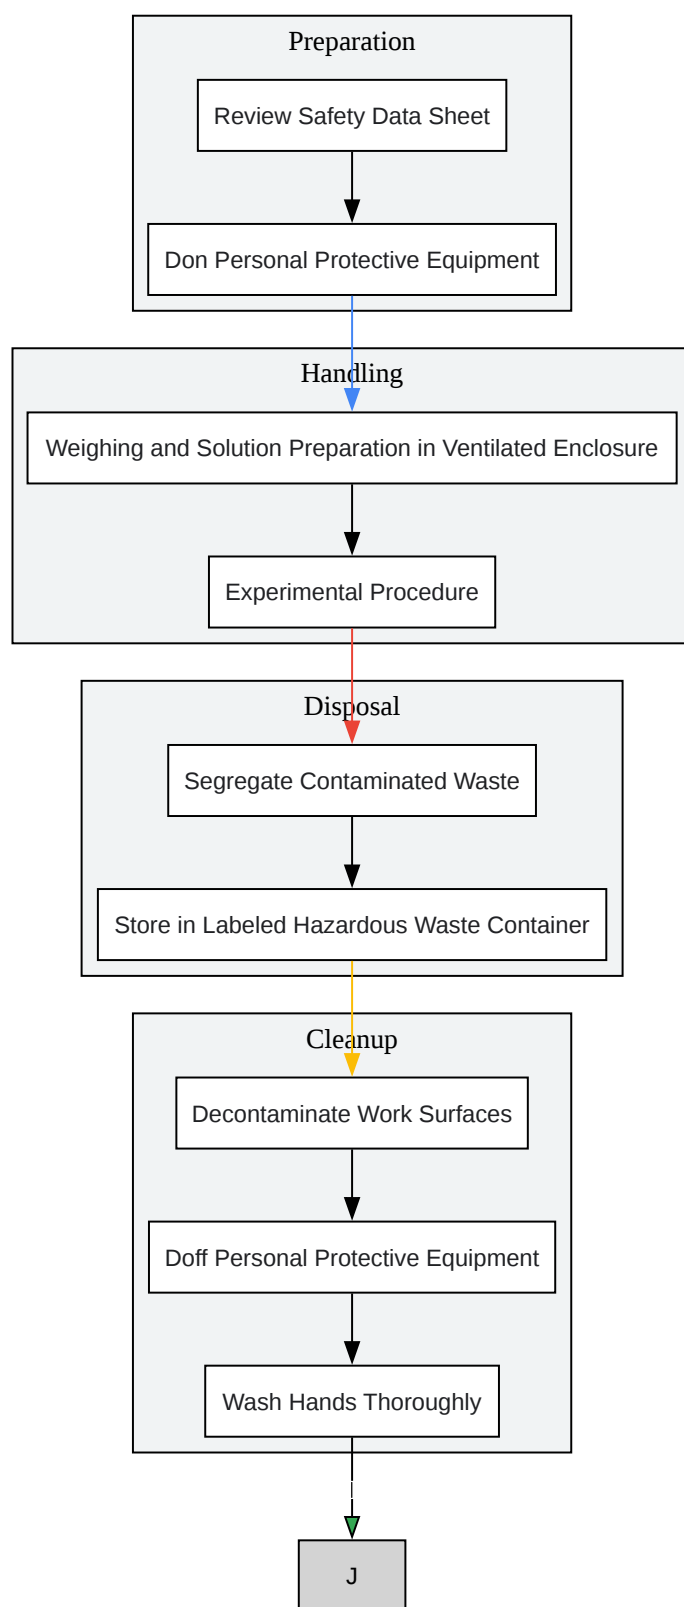 Preparation
Review Safety Data Sheet
Don Personal Protective Equipment
Handling
Weighing and Solution Preparation in Ventilated Enclosure
Experimental Procedure
Disposal
Segregate Contaminated Waste
Store in Labeled Hazardous Waste Container
Cleanup
Decontaminate Work Surfaces
Doff Personal Protective Equipment
Wash Hands Thoroughly
J